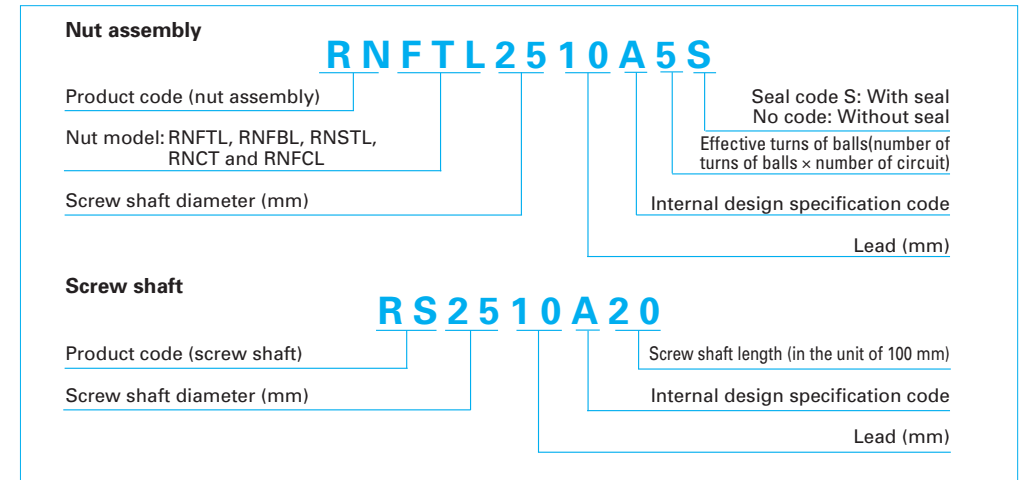 Nut assembly
RNFTL2510A5S
Product code (nut assembly)
Seal code S: With seal
No code: Without seal
Nut model: RNFTL, RNFBL, RNSTL,
RNCT and RNFCL
Effective turns of balls(number of
turns of balls × number of circuit)
Screw shaft diameter (mm)
Internal design specification code
Lead (mm)
Screw shaft
RS2510A20
Product code (screw shaft)
Screw shaft length (in the unit of 100 mm)
Screw shaft diameter (mm)
Internal design specification code
Lead (mm)